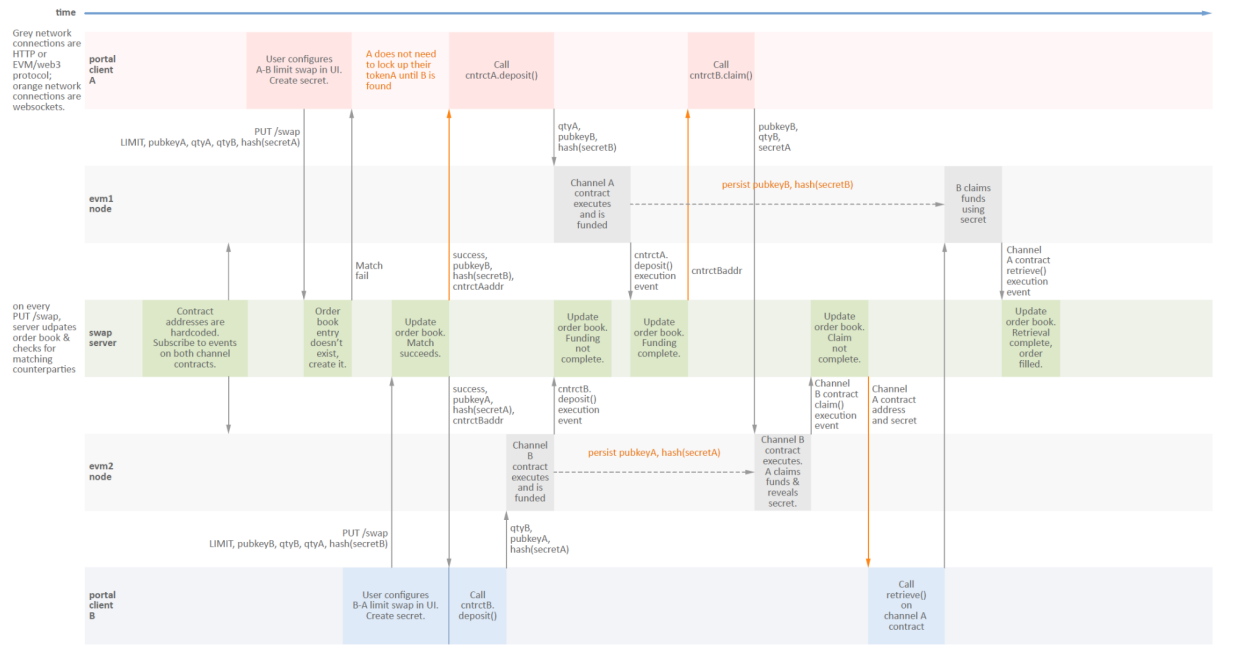 time
Grey network
connections are
HTTP or
EVM/web3
protocol;
orange network
connections are
websockets.
portal
client
A
User configures
A-B limit swap in UI.
Create secret.
A does not need
to lock up their
tokenA until B is
found
Call
cntrctA.deposit()
Call
cntrctB.claim()
PUT /swap
LIMIT, pubkeyA, qtyA, qtyB, hash(secretA)
qtyA,
pubkeyB,
hash(secretB)
pubkeyB,
qtyB,
secretA
evm1
node
Channel A
contract
executes
and is
funded
persist pubkeyB, hash(secretB)
B claims
funds
using
secret
Match
fail
success,
pubkeyB,
hash(secretB),
cntrctAaddr
cntrctA.
deposit()
execution
event
cntrctBaddr
Channel
A contract
retrieve()
execution
event
on every
PUT /swap,
server udpates
order book &
checks for
matching
counterparties
swap
server
Contract
addresses are
hardcoded.
Subscribe to events
on both channel
contracts.
Order
book
entry
doesn't
exist,
create it.
Update
order book.
Match
succeeds.
Update
order book.
Funding
not
complete.
Update
order book.
Funding
complete.
Update
order book.
Claim
not
complete.
Update
order book.
Retrieval
complete,
order
filled.
success,
pubkeyA,
hash(secretA),
cntrctBaddr
cntrctB.
deposit()
execution
event
Channel
B contract
claim()
execution
event
Channel
A contract
address
and secret
evm2
node
Channel
B
contract
executes
and is
funded
persist pubkeyA, hash(secretA)
Channel B
contract
executes.
A claims
funds &
reveals
secret.
PUT /swap
LIMIT, pubkeyB, qtyB, qtyA, hash(secretB)
qtyB,
pubkeyA,
hash(secretA)
portal
client
B
User configures
B-A limit swap in UI.
Create secret.
Call
cntrctB.
deposit()
Call
retrieve()
on
channel A
contract